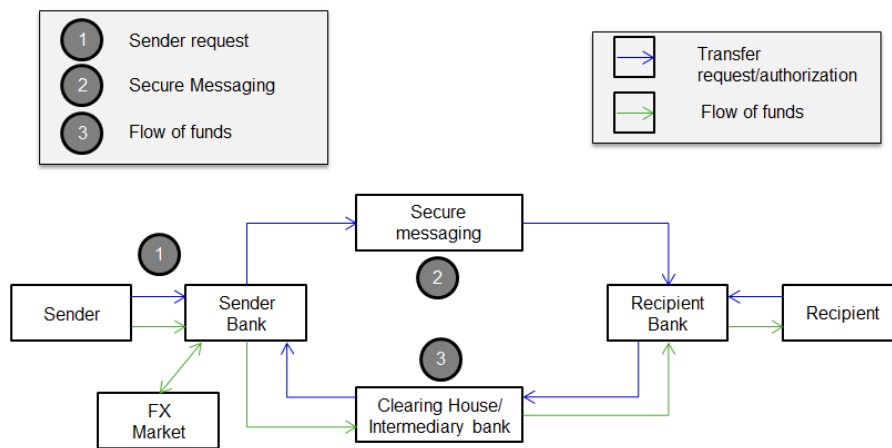 1 Sender request
2 Secure Messaging
3 Flow of funds
Transfer
request/authorization
Flow of funds
Secure
messaging
1
2
Sender
Sender
Bank
Recipient
Bank
Recipient
3
FX
Market
Clearing House/
Intermediary bank